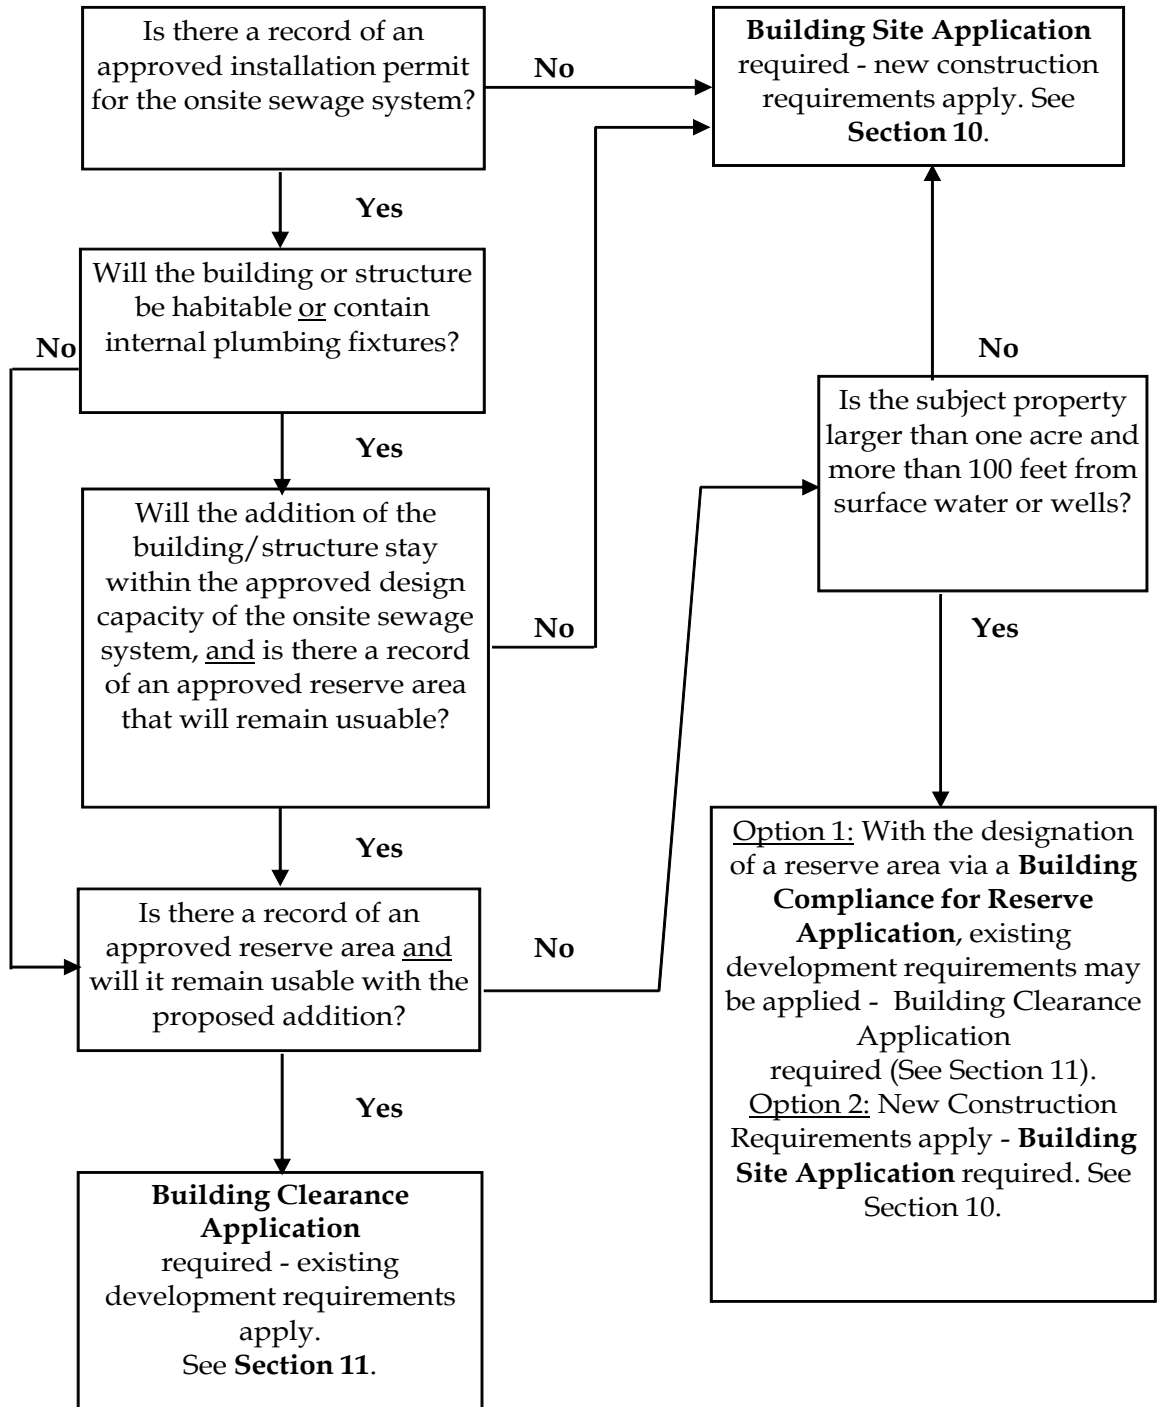 Is there a record of an
approved installation permit
for the onsite sewage system?
No
Building Site Application
required - new construction
requirements apply. See
Section 10.
Yes
Will the building or structure
be habitable or contain
internal plumbing fixtures?
No
Yes
No
Is the subject property
larger than one acre and
more than 100 feet from
surface water or wells?
Will the addition of the
building/structure stay
within the approved design
capacity of the onsite sewage
system, and is there a record
of an approved reserve area
that will remain usuable?
No
Yes
Yes
Is there a record of an
approved reserve area and
will it remain usable with the
proposed addition?
No
Option 1: With the designation
of a reserve area via a Building
Compliance for Reserve
Application, existing
development requirements may
be applied - Building Clearance
Application
required (See Section 11).
Option 2: New Construction
Requirements apply - Building
Site Application required. See
Section 10.
Yes
Building Clearance
Application
required - existing
development requirements
apply.
See Section 11.